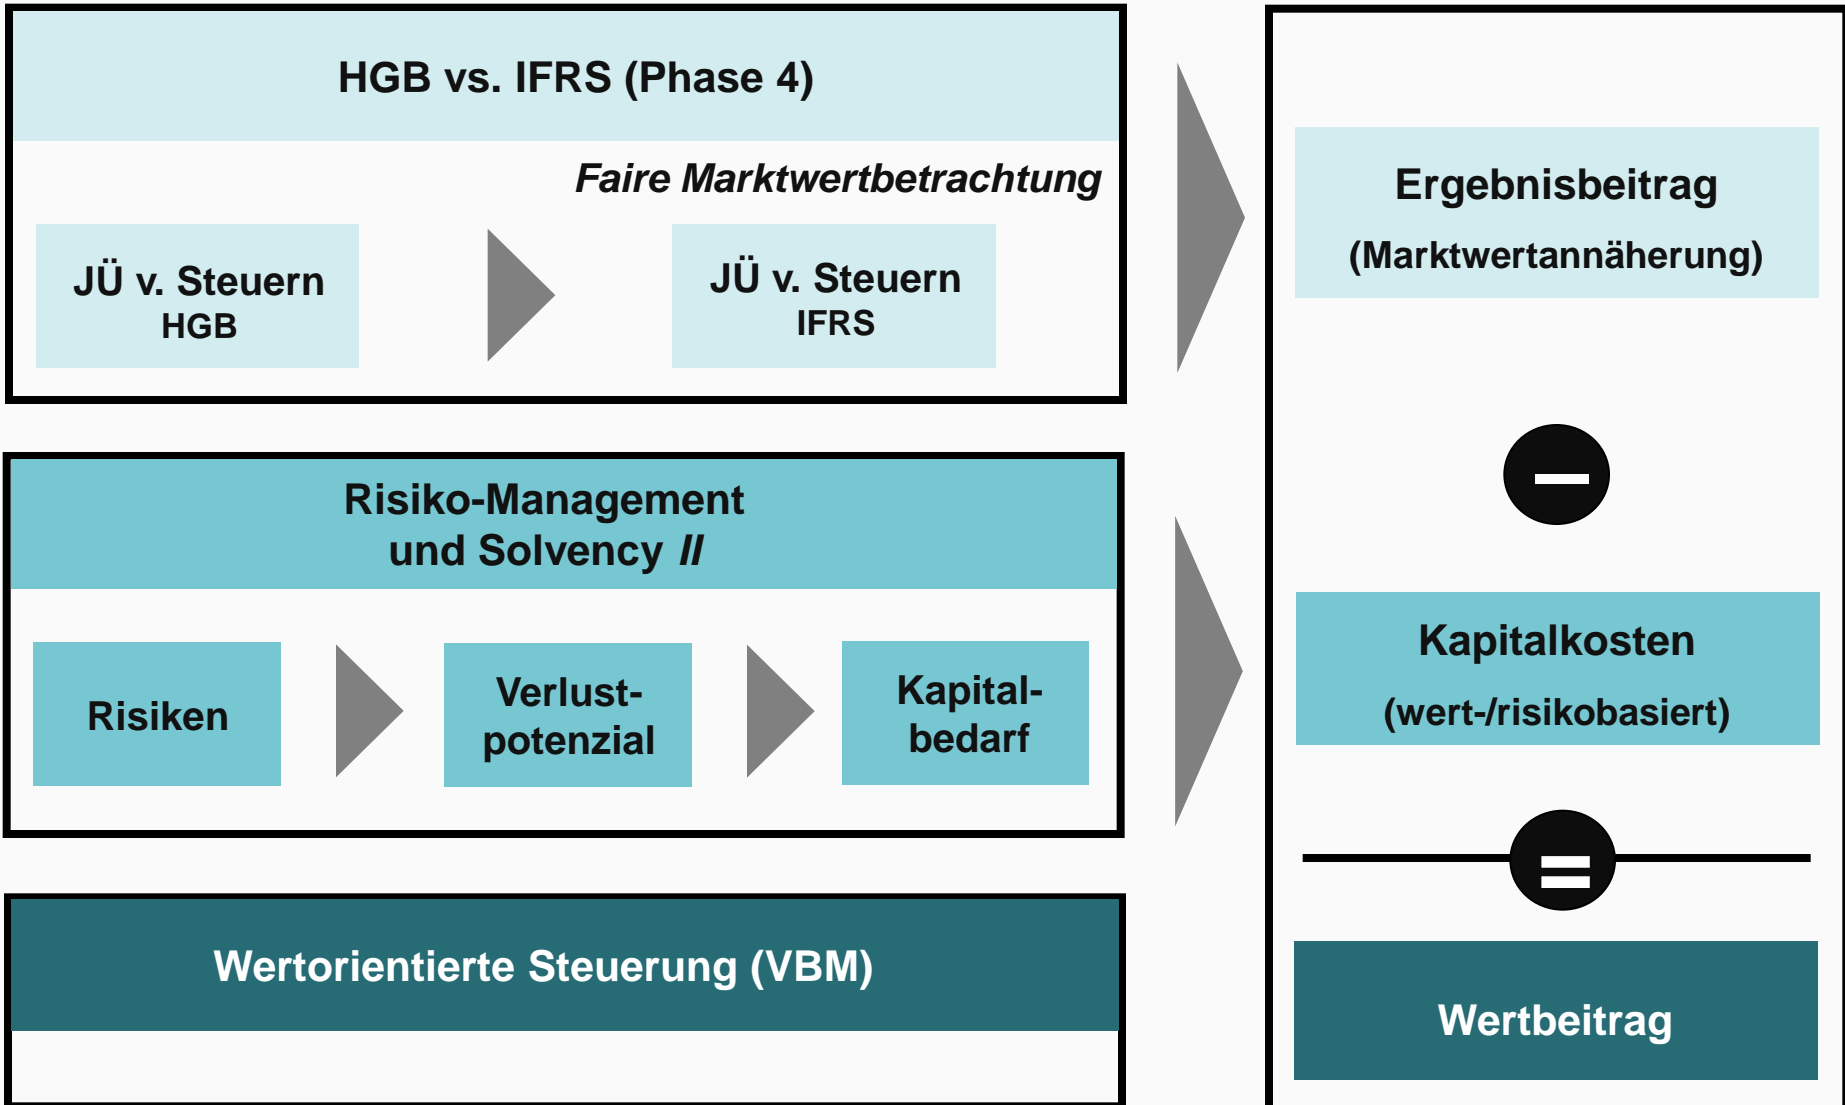 HGB vs. IFRS (Phase 4)
Faire Marktwertbetrachtung
JÜ v. Steuern
HGB
JÜ v. Steuern
IFRS
Risiko-Management
und Solvency II
Risiken
Verlust-
potenzial
Kapital-
bedarf
Wertorientierte Steuerung (VBM)
Ergebnisbeitrag
(Marktwertannäherung)
–
Kapitalkosten
(wert-/risikobasiert)
=
Wertbeitrag